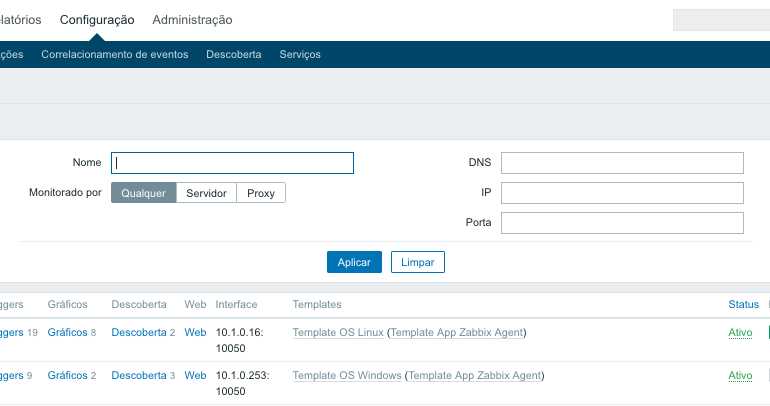 elatórios Configuração Administração
ções Correlacionamento de eventos Descoberta Serviços
Nome DNS
Monitorado por Qualquer Servidor Proxy IP
Porta
Aplicar Limpar
ggers Gráficos Descoberta Web Interface Templates Status
ggers 19 Gráficos 8 Descoberta 2 Web 10.1.0.16: Template OS Linux (Template App Zabbix Agent) Ativo
10050
ggers 9 Gráficos 2 Descoberta 3 Web 10.1.0.253: Template OS Windows (Template App Zabbix Agent) Ativo
10050